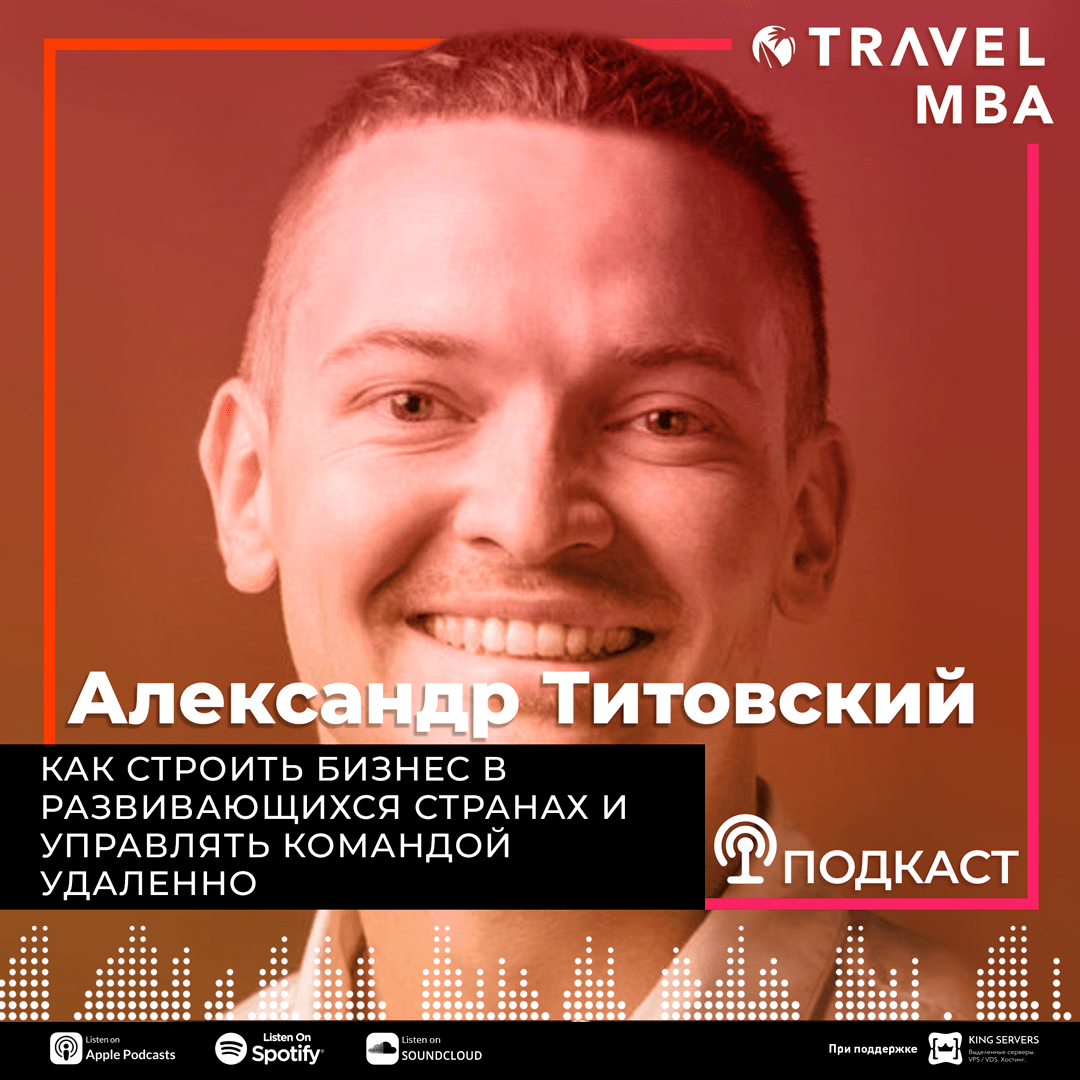 TRAVEL
MBA
Александр Титовский
КАК СТРОИТЬ БИЗНЕС В
РАЗВИВАЮЩИХСЯ СТРАНАХ И
УПРАВЛЯТЬ КОМАНДОЙ
УДАЛЕННО
ПОДКАСТ
Listen on
Apple Podcasts
Listen On
Spotify
Listen on
SOUNDCLOUD
При поддержке
KING SERVERS
Выделенные серверы.
VPS / VDS. Хостинг.